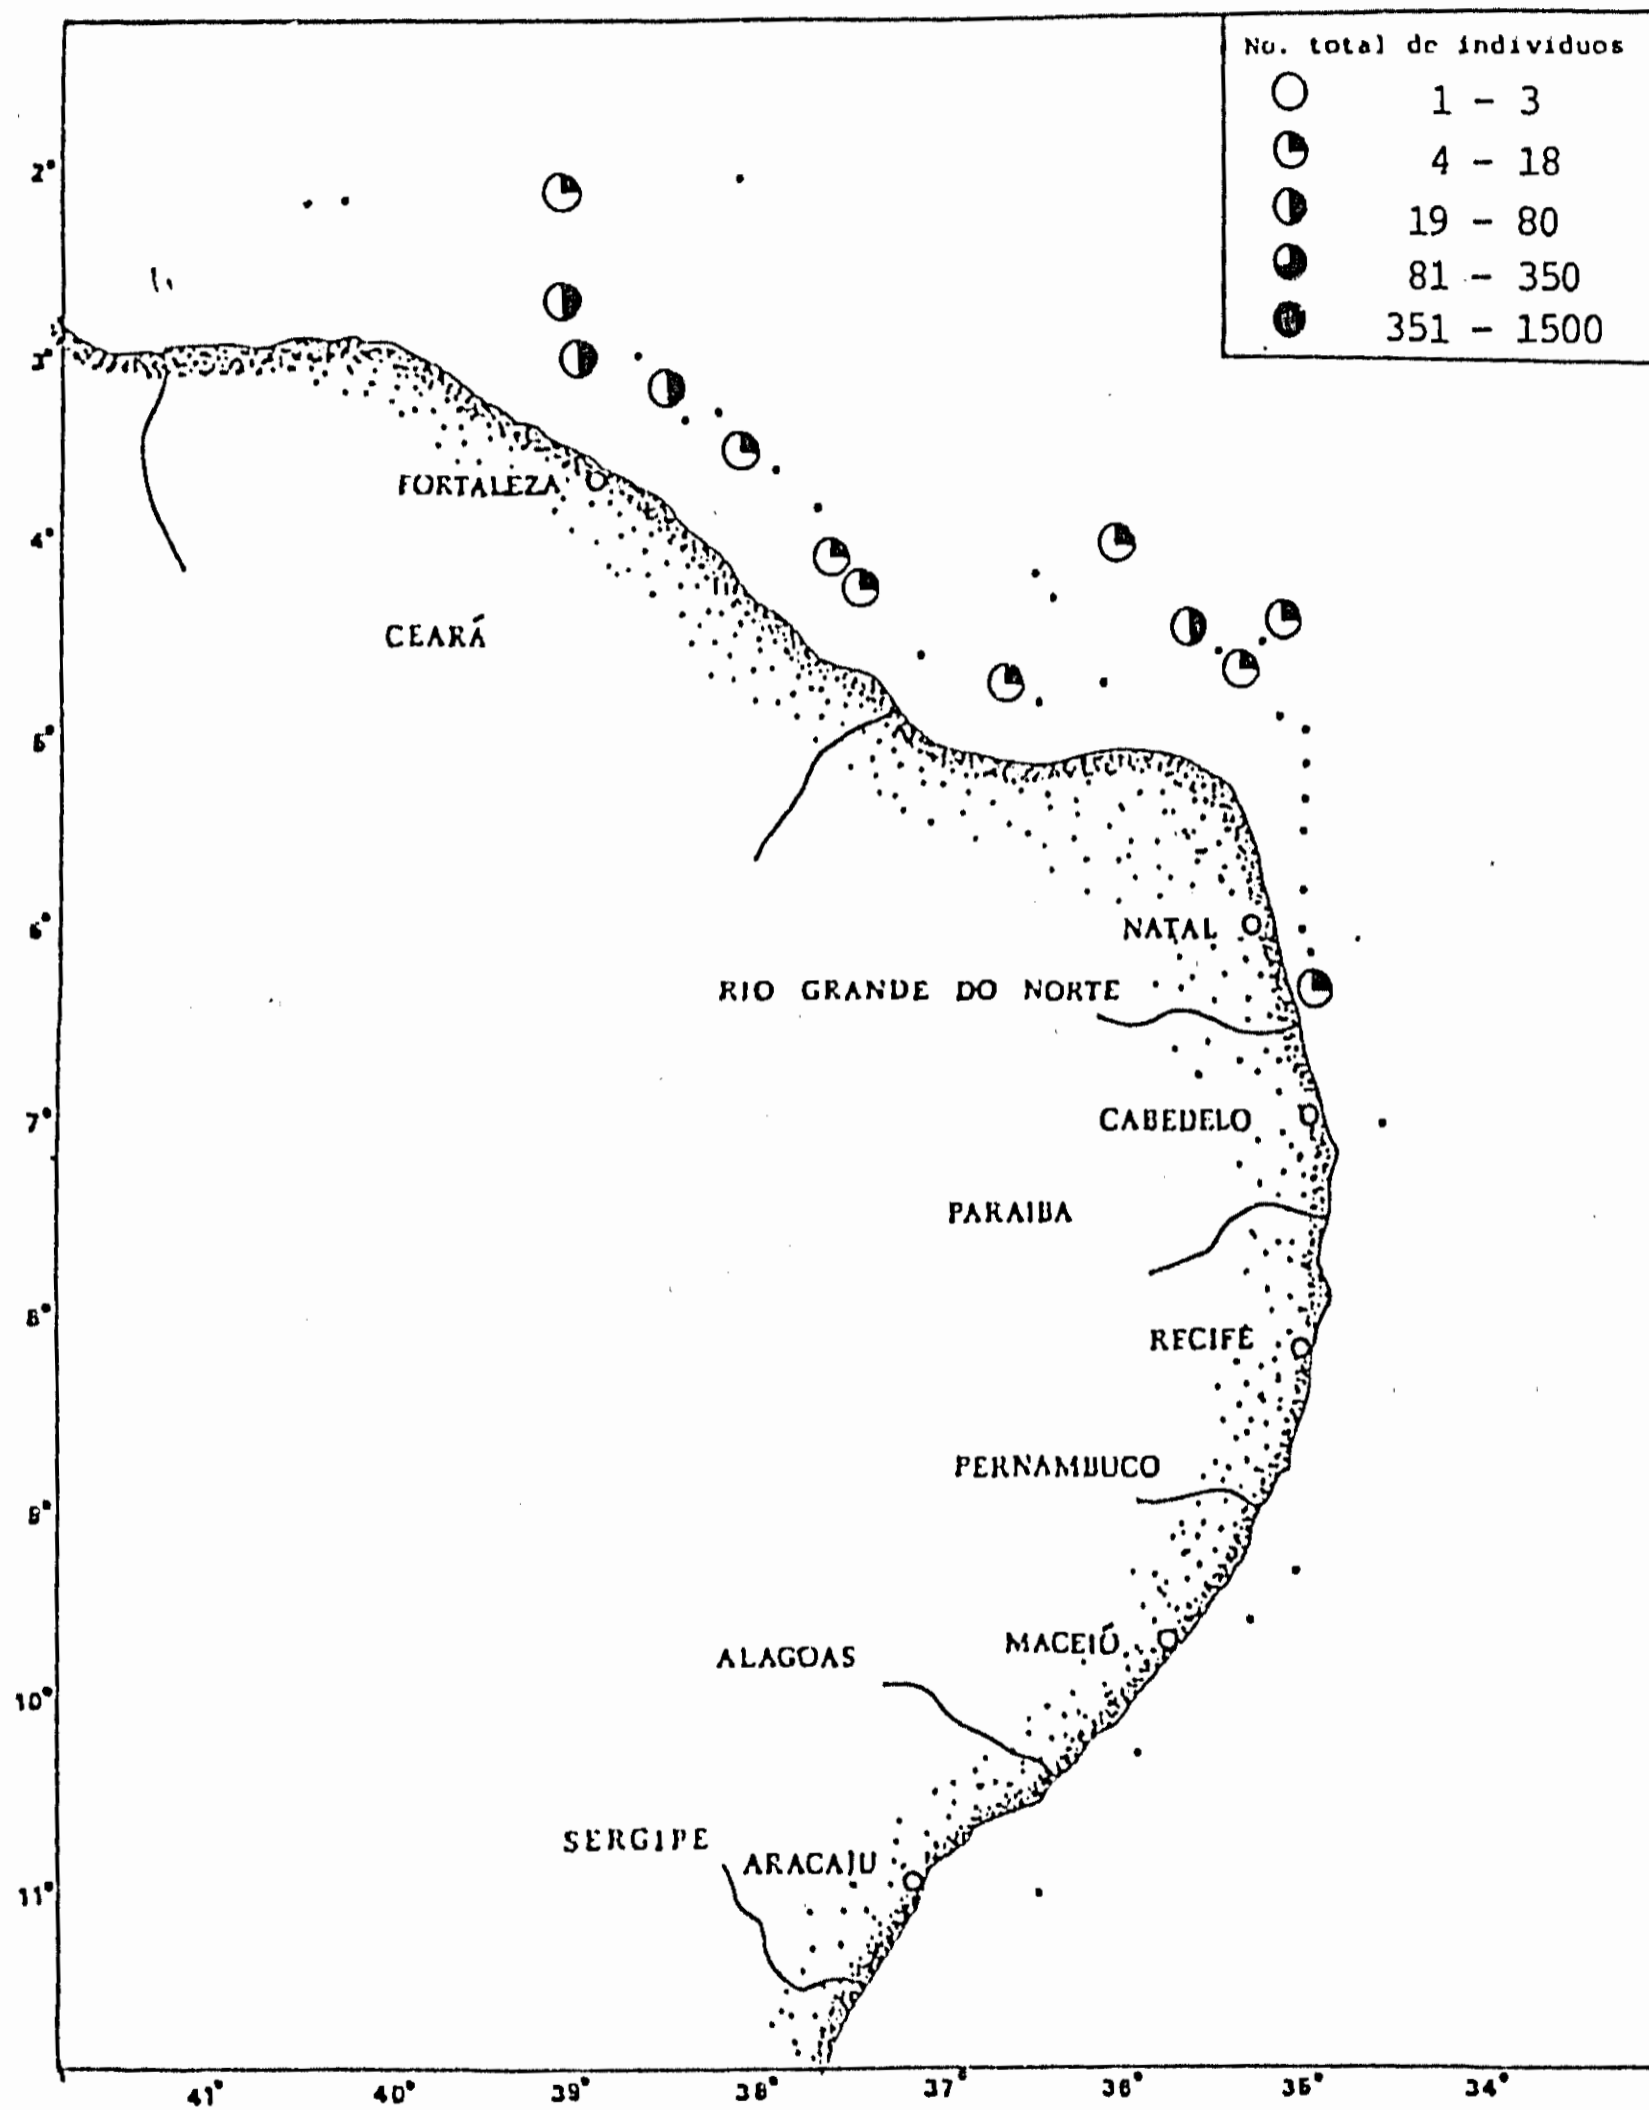 No. total de individuos
1 - 3
4 - 18
19 - 80
81 - 350
351 - 1500
2°
3°
FORTALEZA
4°
CEARÁ
5°
6°
NATAL
RIO GRANDE DO NORTE
7°
CABEDELO
PARAIBA
8°
RECIFE
PERNAMBUCO
9°
MACEIÓ
ALAGOAS
10°
SERGIPE
ARACAJU
11°
41° 40° 39° 38° 37° 36° 35° 34°